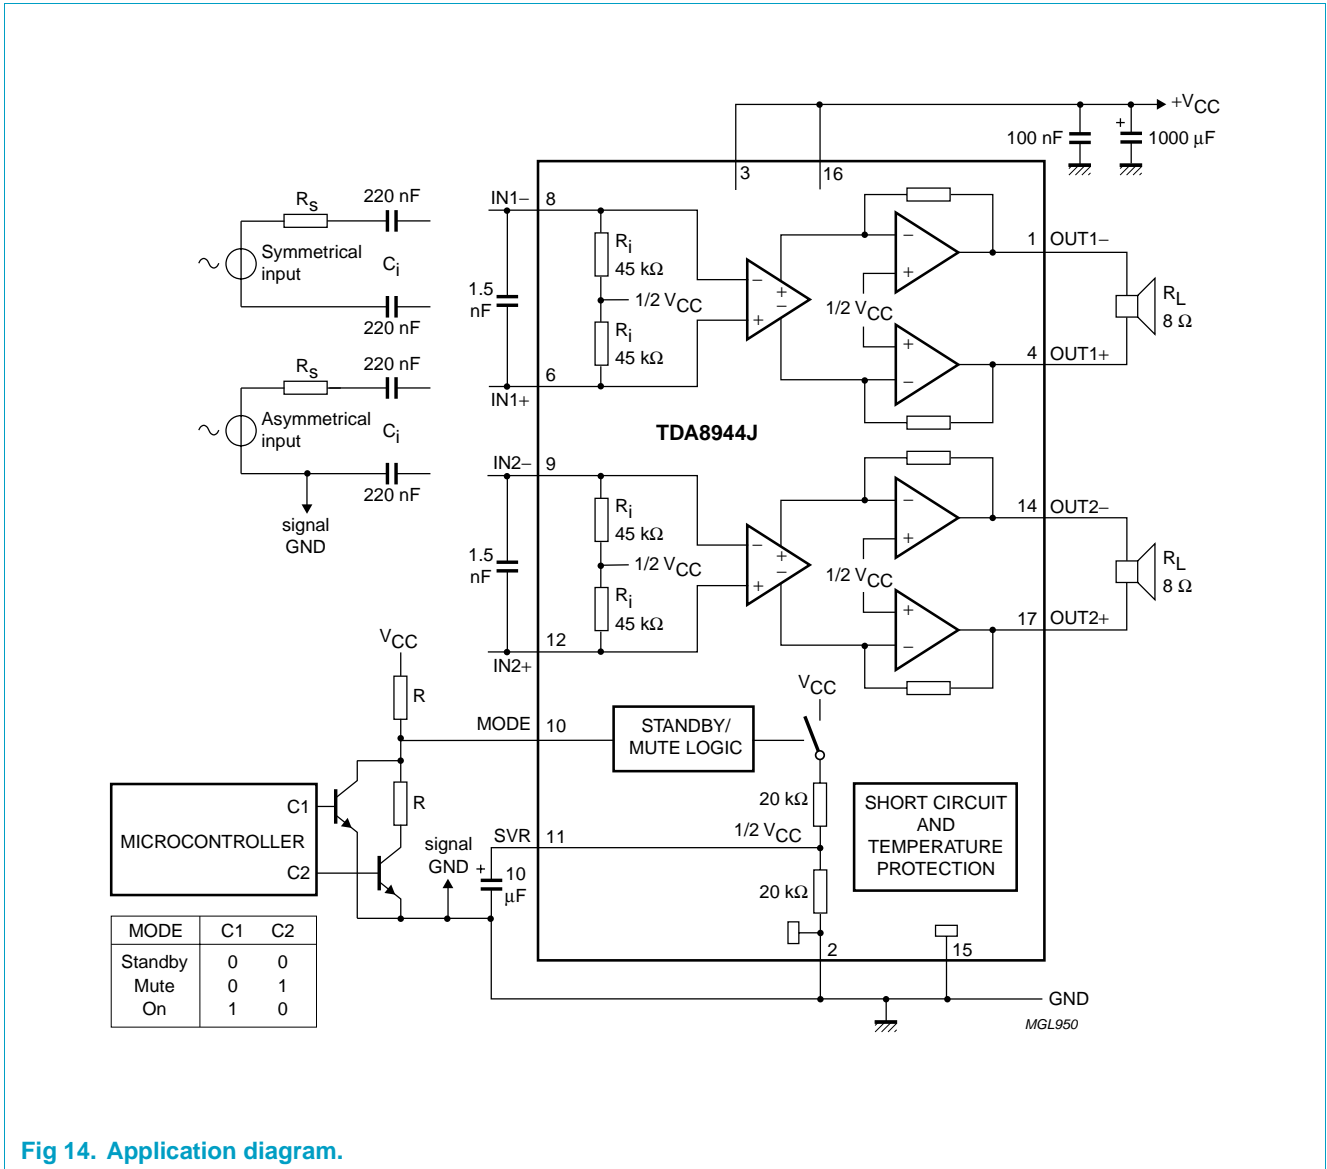 +VCC
100 nF
+
1000 µF
3
16
RS
220 nF
Symmetrical
input
Ci
220 nF
IN1−
8
Ri
45 kΩ
1/2 VCC
1.5
nF
Ri
45 kΩ
6
IN1+
−
+
+
−
−
+
1/2 VCC
+
−
1
OUT1−
4
OUT1+
RL
8 Ω
RS
220 nF
Asymmetrical
input
Ci
220 nF
signal
GND
TDA8944J
IN2−
9
Ri
45 kΩ
1/2 VCC
1.5
nF
Ri
45 kΩ
12
IN2+
−
+
+
−
−
+
1/2 VCC
+
−
14
OUT2−
17
OUT2+
RL
8 Ω
VCC
R
MODE
10
STANDBY/
MUTE LOGIC
VCC
R
MICROCONTROLLER
C1
C2
signal
GND
SVR
11
+
10
µF
20 kΩ
1/2 VCC
20 kΩ
SHORT CIRCUIT
AND
TEMPERATURE
PROTECTION
2
15
GND
MGL950
MODE C1 C2
Standby 0 0
Mute 0 1
On 1 0
Fig 14. Application diagram.